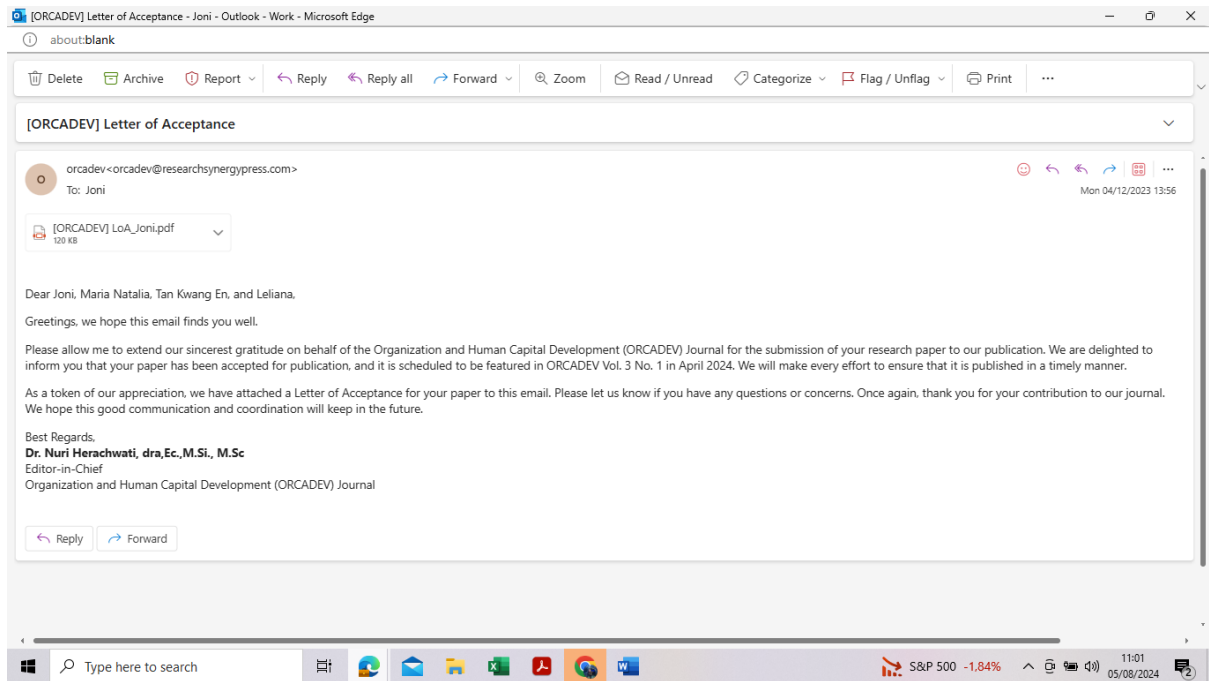 [ORCADEV] Letter of Acceptance - Joni - Outlook - Work - Microsoft Edge
about:blank
Delete Archive Report Reply Reply all Forward Zoom Read / Unread Categorize Flag / Unflag Print ...
[ORCADEV] Letter of Acceptance
O
orcadev<orcadev@researchsynergypress.com>
To: Joni
Mon 04/12/2023 13:56
[ORCADEV] LoA_Joni.pdf
120 KB
Dear Joni, Maria Natalia, Tan Kwang En, and Leliana,
Greetings, we hope this email finds you well.
Please allow me to extend our sincerest gratitude on behalf of the Organization and Human Capital Development (ORCADEV) Journal for the submission of your research paper to our publication. We are delighted to
inform you that your paper has been accepted for publication, and it is scheduled to be featured in ORCADEV Vol. 3 No. 1 in April 2024. We will make every effort to ensure that it is published in a timely manner.
As a token of our appreciation, we have attached a Letter of Acceptance for your paper to this email. Please let us know if you have any questions or concerns. Once again, thank you for your contribution to our journal.
We hope this good communication and coordination will keep in the future.
Best Regards,
Dr. Nuri Herachwati, dra,Ec.,M.Si., M.Sc
Editor-in-Chief
Organization and Human Capital Development (ORCADEV) Journal
Reply Forward
Type here to search
S&P 500 -1,84%
11:01
05/08/2024
2